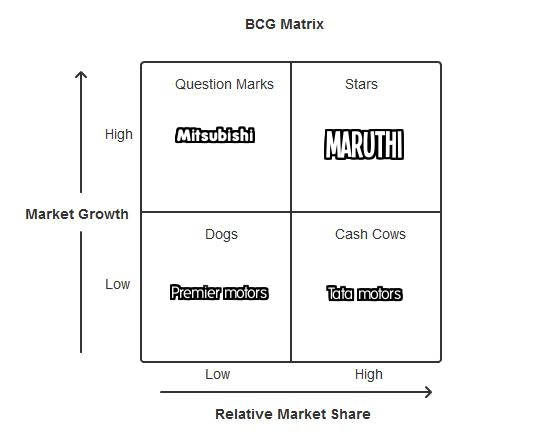 BCG Matrix
Question Marks
Stars
High
Mitsubishi
MARUTHI
Market Growth
Dogs
Cash Cows
Low
Premier motors
Tata motors
Low
High
Relative Market Share